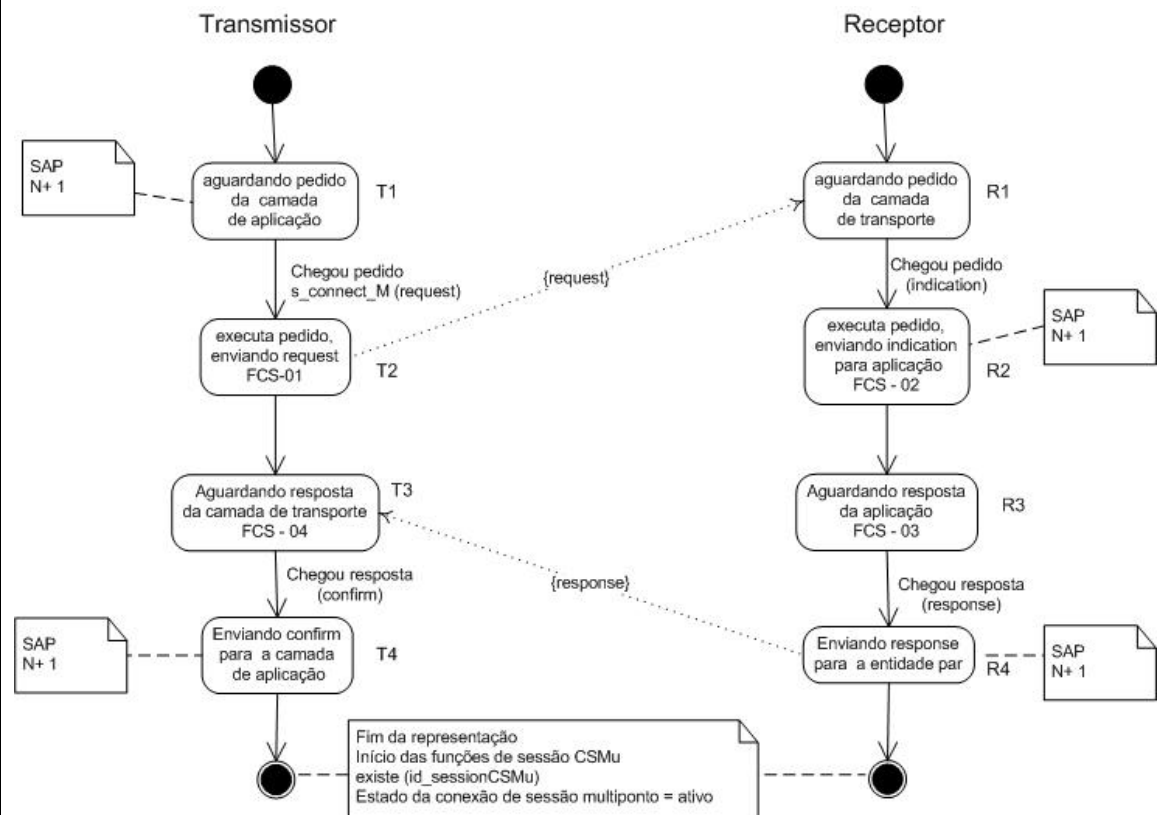 Transmissor
Receptor
SAP
N+ 1
aguardando pedido
da camada
de aplicação
T1
aguardando pedido
da camada
de transporte
R1
Chegou pedido
s_connect_M (request)
{request}
Chegou pedido
(indication)
executa pedido,
enviando request
FCS-01
T2
executa pedido,
enviando indication
para aplicação
FCS - 02
R2
SAP
N+ 1
Aguardando resposta
da camada de transporte
FCS - 04
T3
Aguardando resposta
da aplicação
FCS - 03
R3
Chegou resposta
(confirm)
{response}
Chegou resposta
(response)
SAP
N+ 1
Enviando confirm
para a camada
de aplicação
T4
Enviando response
para a entidade par
R4
SAP
N+ 1
Fim da representação
Início das funções de sessão CSMu
existe (id_sessionCSMu)
Estado da conexão de sessão multiponto = ativo